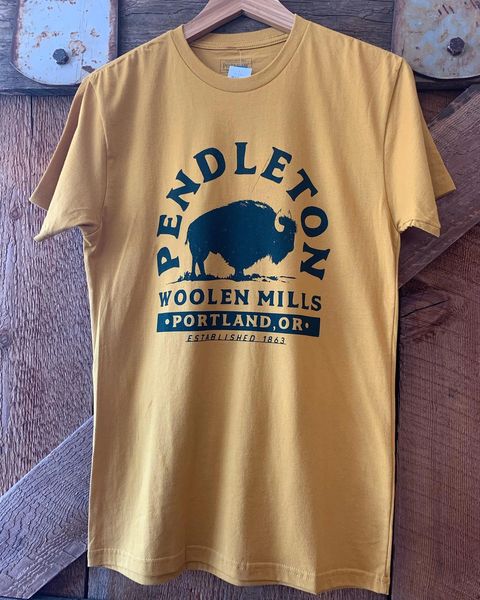 PENDLETON
WOOLEN MILLS
•PORTLAND, OR•
ESTABLISHED 1863